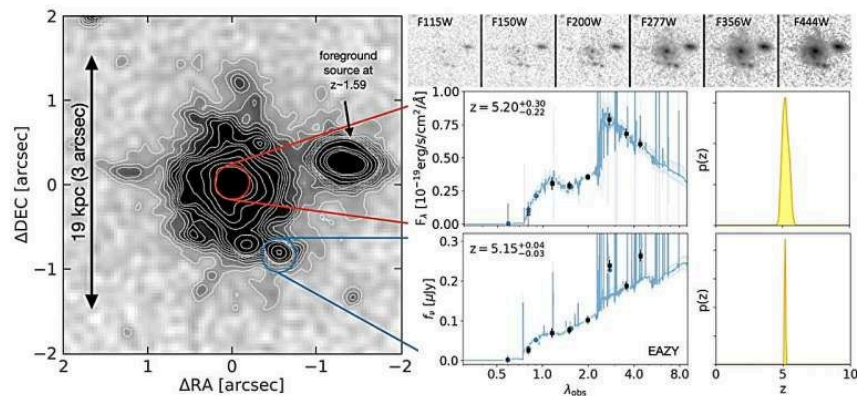 F115W F150W F200W F277W F356W F444W
foreground
source at
z~1.59
19 kpc (3 arcsec)
ΔDEC [arcsec]
2
1
0
−1
−2
2 1 0 −1 −2
ΔRA [arcsec]
z = 5.20 +0.30 −0.22
Fλ [10⁻¹⁹erg/s/cm²/Å]
1.00
0.75
0.50
0.25
0.00
p(z)
z = 5.15 +0.04 −0.03
fν [μJy]
0.2
0.1
0.0
EAZY
0.6 1.0 2.0 4.0 8.0
λobs
p(z)
0 5 10
z